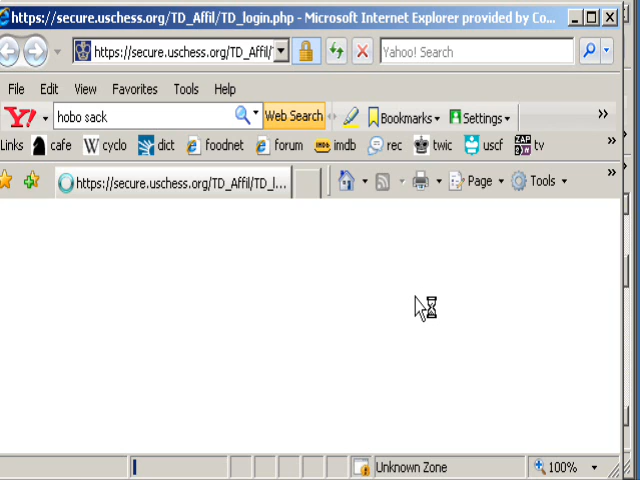 https://secure.uschess.org/TD_Affil/TD_login.php - Microsoft Internet Explorer provided by Co...
https://secure.uschess.org/TD_Affil/ Yahoo! Search
File Edit View Favorites Tools Help
Y! hobo sack Web Search Bookmarks Settings »
Links cafe W cyclo dict foodnet forum IMDb imdb rec twic uscf ZAP tv »
https://secure.uschess.org/TD_Affil/TD_l... Page Tools »
Unknown Zone 100%